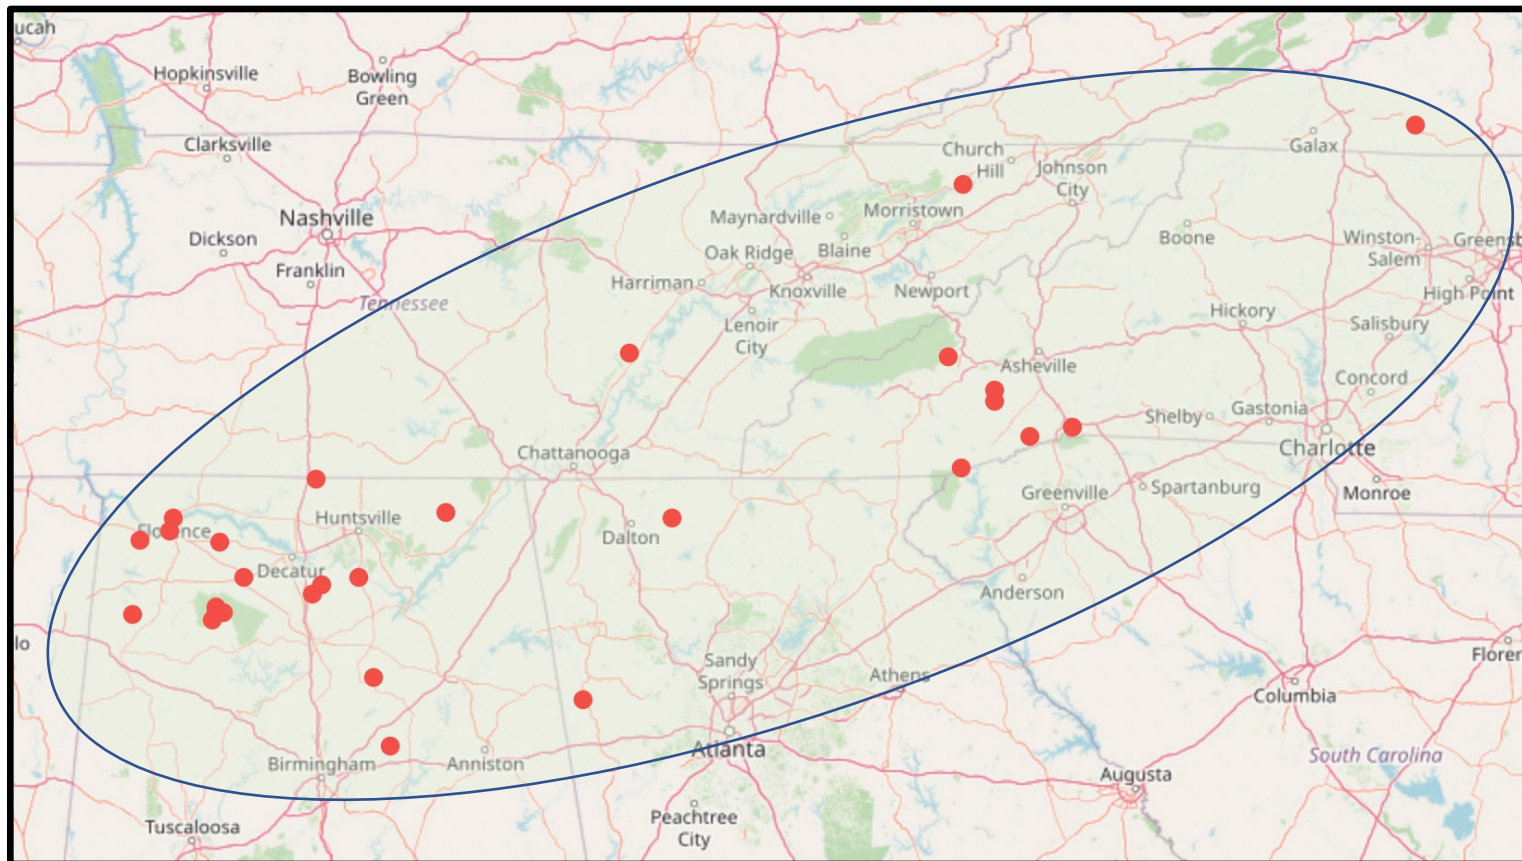 ucah
Hopkinsville
Bowling
Green
Clarksville
Galax
Church
Hill
Johnson
City
Nashville
Maynardville
Morristown
Dickson
Oak Ridge
Blaine
Boone
Winston-
Salem
Greensb
Franklin
Harriman
Knoxville
Newport
High Point
Tennessee
Lenoir
City
Hickory
Salisbury
Asheville
Concord
Shelby
Gastonia
Chattanooga
Charlotte
Greenville
Spartanburg
Monroe
Florence
Huntsville
Dalton
Decatur
Anderson
lo
Sandy
Springs
Athens
Floren
Columbia
Atlanta
Birmingham
Anniston
South Carolina
Augusta
Tuscaloosa
Peachtree
City